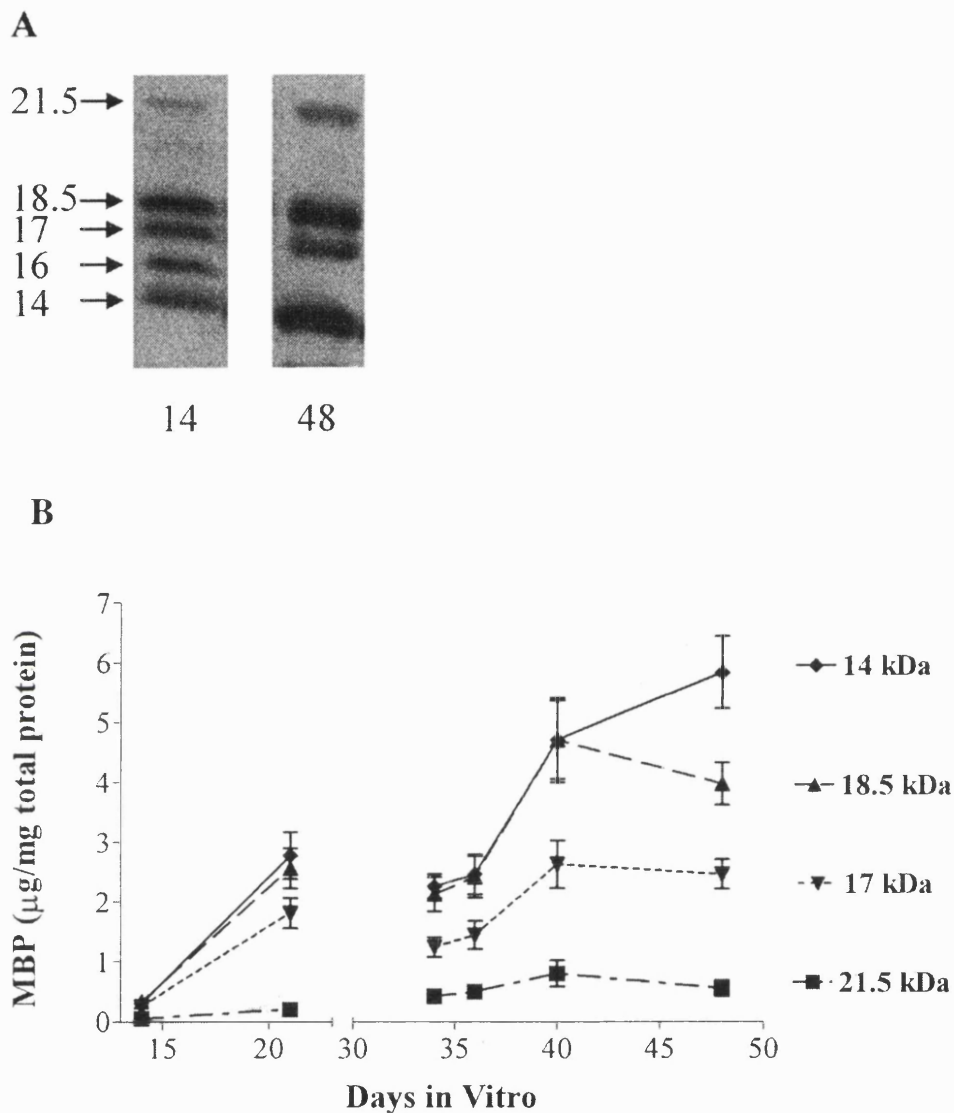 A
21.5
18.5
17
16
14
14 48
B
7
6
5
4
3
2
1
0
MBP (μg/mg total protein)
15 20 30 35 40 45 50
Days in Vitro
14 kDa
18.5 kDa
17 kDa
21.5 kDa